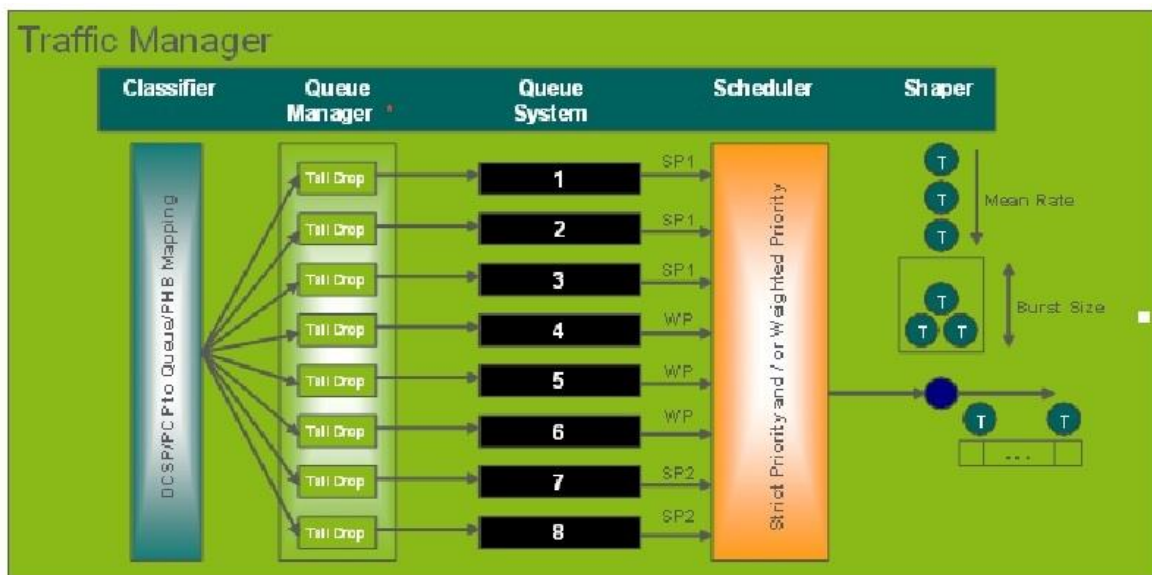 Traffic Manager
Classifier
Queue
Manager *
Queue
System
Scheduler
Shaper
DCSP/PCP to Queue/PHB Mapping
Tail Drop
Tail Drop
Tail Drop
Tail Drop
Tail Drop
Tail Drop
Tail Drop
Tail Drop
1
2
3
4
5
6
7
8
SP1
SP1
SP1
WP
WP
WP
SP2
SP2
Strict Priority and / or Weighted Priority
T
T
T
Mean Rate
T
T T
Burst Size
T T
...